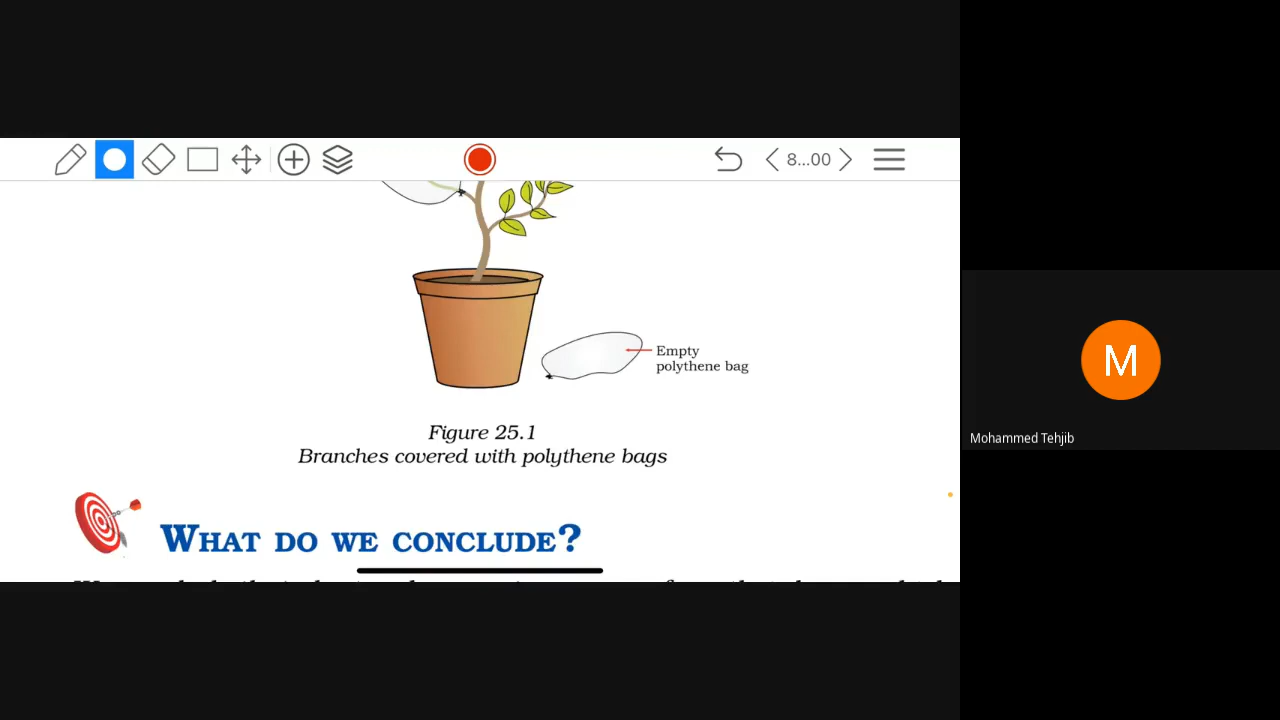 8...00
Empty
polythene bag
Figure 25.1
Branches covered with polythene bags
WHAT DO WE CONCLUDE?
M
Mohammed Tehjib